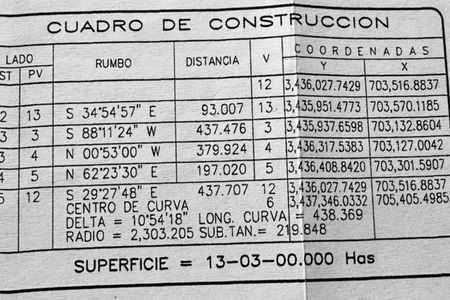 CUADRO DE CONSTRUCCION
LADO RUMBO DISTANCIA V COORDENADAS
ST PV Y X
12 3,436,027.7429 703,516.8837
2 13 S 34°54'57" E 93.007 13 3,435,951.4773 703,570.1185
3 3 S 88°11'24" W 437.476 3 3,435,937.6598 703,132.8604
3 4 N 00°53'00" W 379.924 4 3,436,317.5383 703,127.0042
4 5 N 62°23'30" E 197.020 5 3,436,408.8420 703,301.5907
5 12 S 29°27'48" E 437.707 12 3,436,027.7429 703,516.8837
CENTRO DE CURVA 6 3,437,346.0332 705,405.4985
DELTA = 10°54'18" LONG. CURVA = 438.369
RADIO = 2,303.205 SUB.TAN.= 219.848
SUPERFICIE = 13-03-00.000 Has